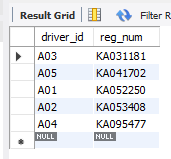 Result Grid Filter R
driver_id reg_num
A03 KA031181
A05 KA041702
A01 KA052250
A02 KA053408
A04 KA095477
NULL NULL